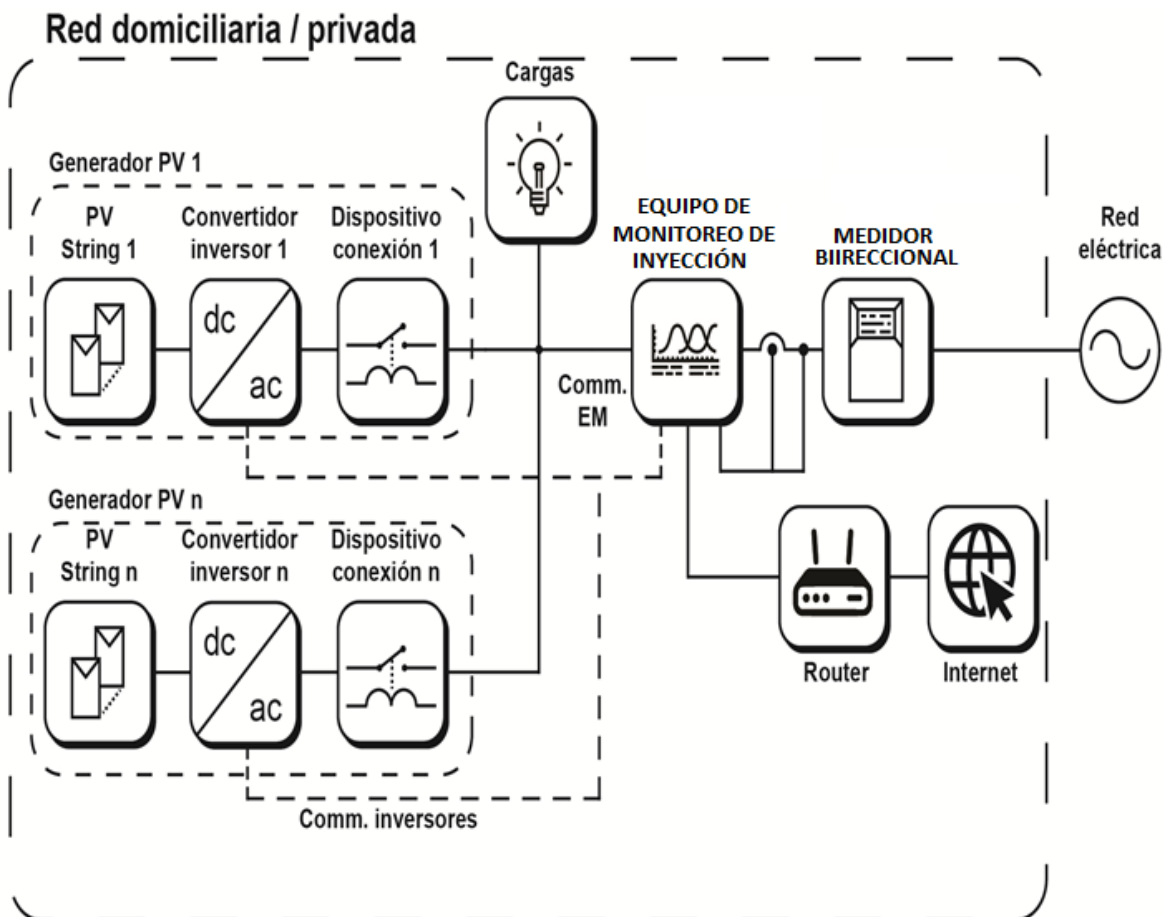 Red domiciliaria / privada
Cargas
Generador PV 1
PV
String 1
Convertidor
inversor 1
Dispositivo
conexión 1
EQUIPO DE
MONITOREO DE
INYECCIÓN
MEDIDOR
BIIRECCIONAL
Red
eléctrica
dc
ac
Comm.
EM
Generador PV n
PV
String n
Convertidor
inversor n
Dispositivo
conexión n
dc
ac
Router
Internet
Comm. inversores